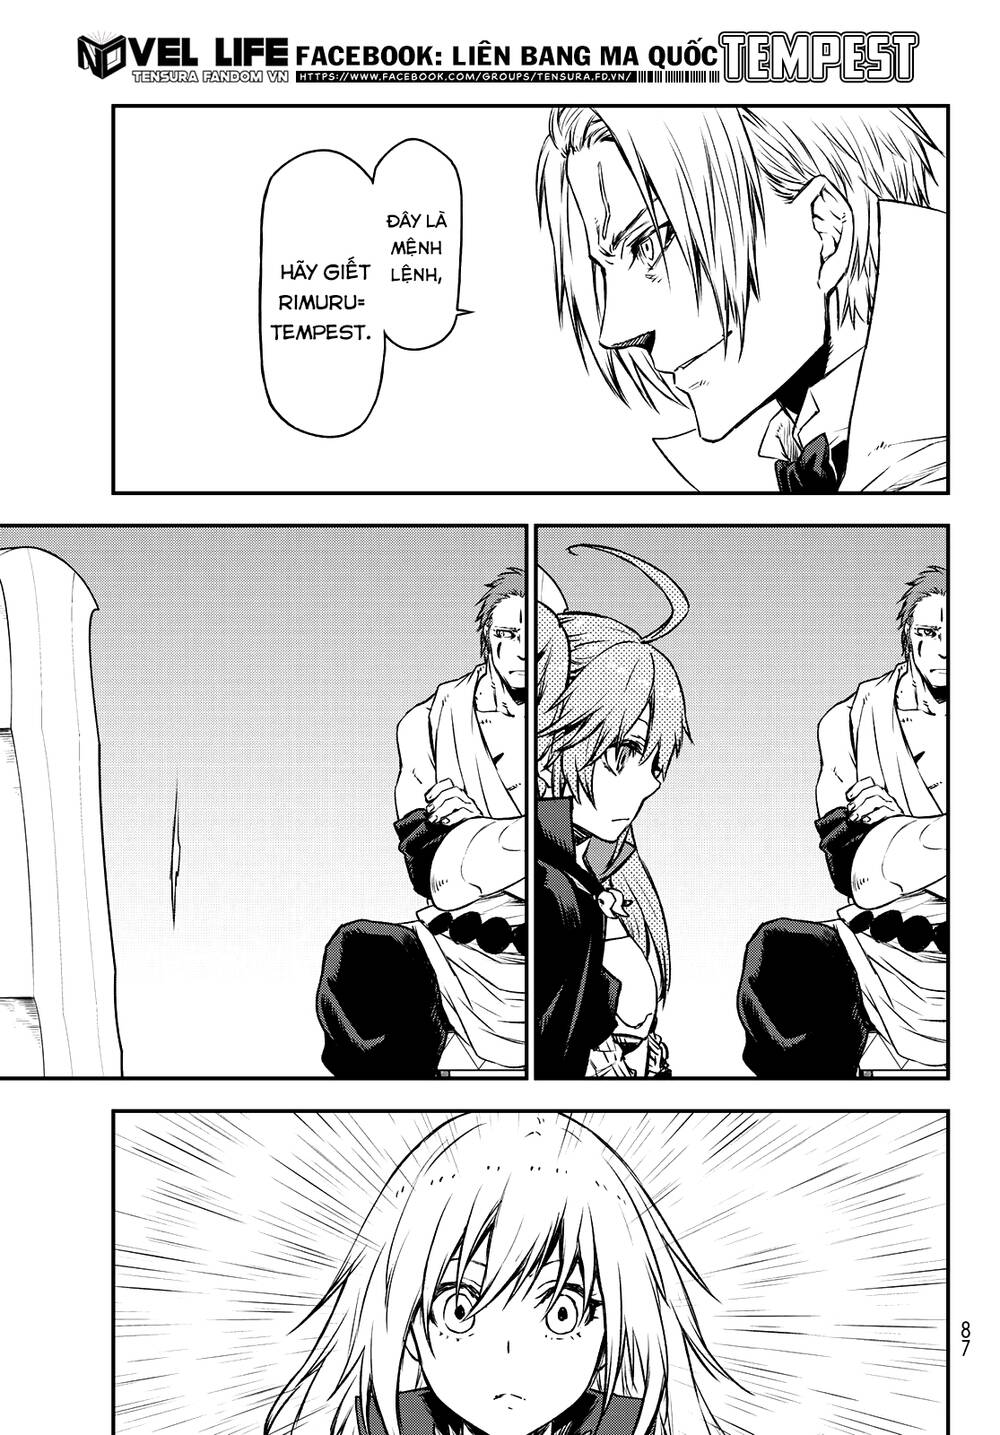 NOVEL LIFE
TENSURA FANDOM VN
FACEBOOK: LIÊN BANG MA QUỐC
HTTPS://WWW.FACEBOOK.COM/GROUPS/TENSURA.FD.VN/
TEMPEST
ĐÂY LÀ
MỆNH
LỆNH,
HÃY GIẾT
RIMURU=
TEMPEST.
87